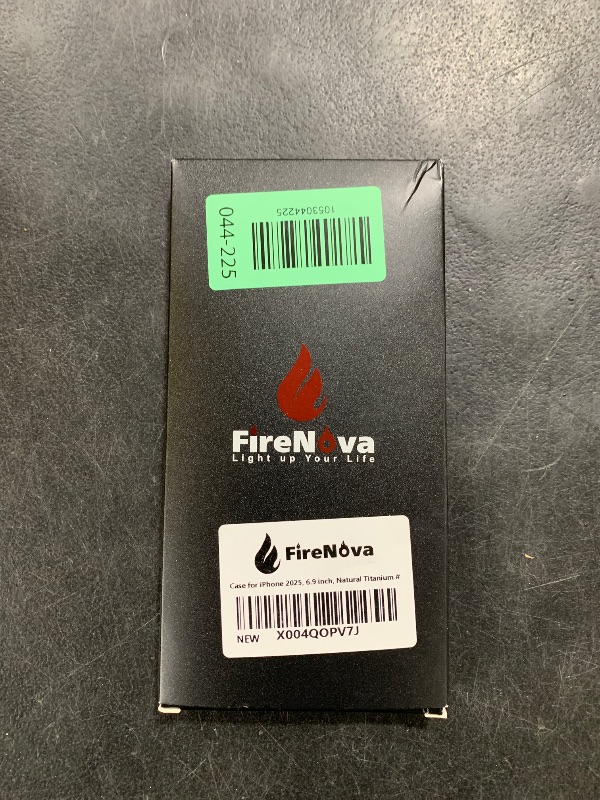 1053044225
044-225
FireNova
Light up Your Life
FireNova
Case for iPhone 2025, 6.9 inch, Natural Titanium #
NEW X004QOPV7J